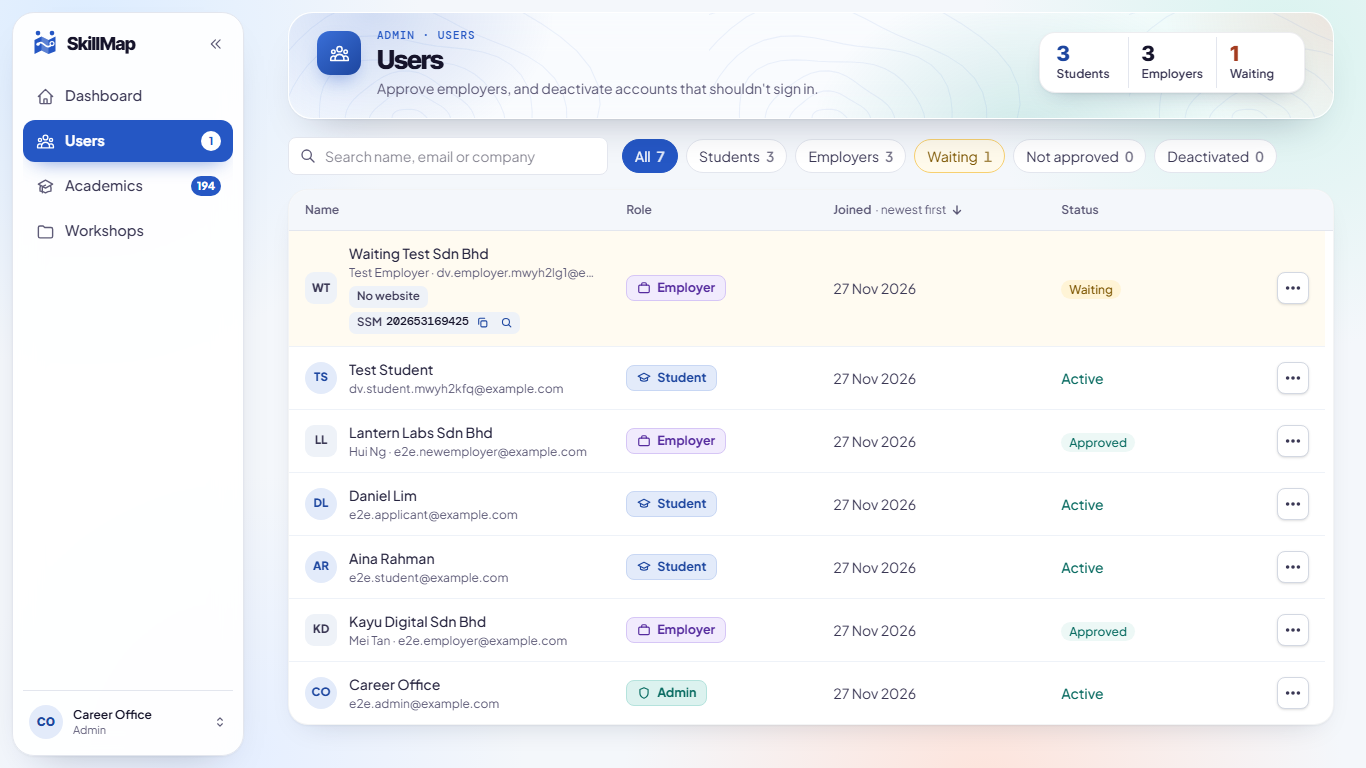 SkillMap
Dashboard
Users 1
Academics 194
Workshops
CO Career Office
Admin
ADMIN · USERS
Users
Approve employers, and deactivate accounts that shouldn't sign in.
3 Students
3 Employers
1 Waiting
Search name, email or company
All 7
Students 3
Employers 3
Waiting 1
Not approved 0
Deactivated 0
Name Role Joined · newest first Status
WT Waiting Test Sdn Bhd
Test Employer · dv.employer.mwyh2lg1@e…
No website
SSM 202653169425
Employer 27 Nov 2026 Waiting
TS Test Student
dv.student.mwyh2kfq@example.com
Student 27 Nov 2026 Active
LL Lantern Labs Sdn Bhd
Hui Ng · e2e.newemployer@example.com
Employer 27 Nov 2026 Approved
DL Daniel Lim
e2e.applicant@example.com
Student 27 Nov 2026 Active
AR Aina Rahman
e2e.student@example.com
Student 27 Nov 2026 Active
KD Kayu Digital Sdn Bhd
Mei Tan · e2e.employer@example.com
Employer 27 Nov 2026 Approved
CO Career Office
e2e.admin@example.com
Admin 27 Nov 2026 Active